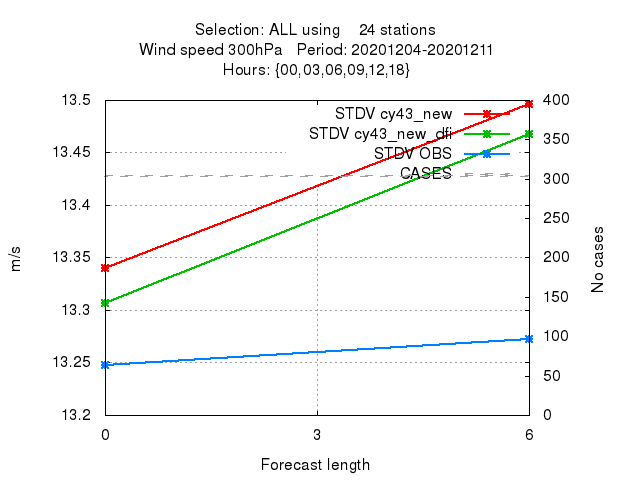 Selection: ALL using    24 stations
Wind speed 300hPa   Period: 20201204-20201211
Hours: {00,03,06,09,12,18}
STDV cy43_new
STDV cy43_new_dfi
STDV OBS
CASES
13.5
13.45
13.4
13.35
13.3
13.25
13.2
m/s
400
350
300
250
200
150
100
50
0
No cases
0 3 6
Forecast length